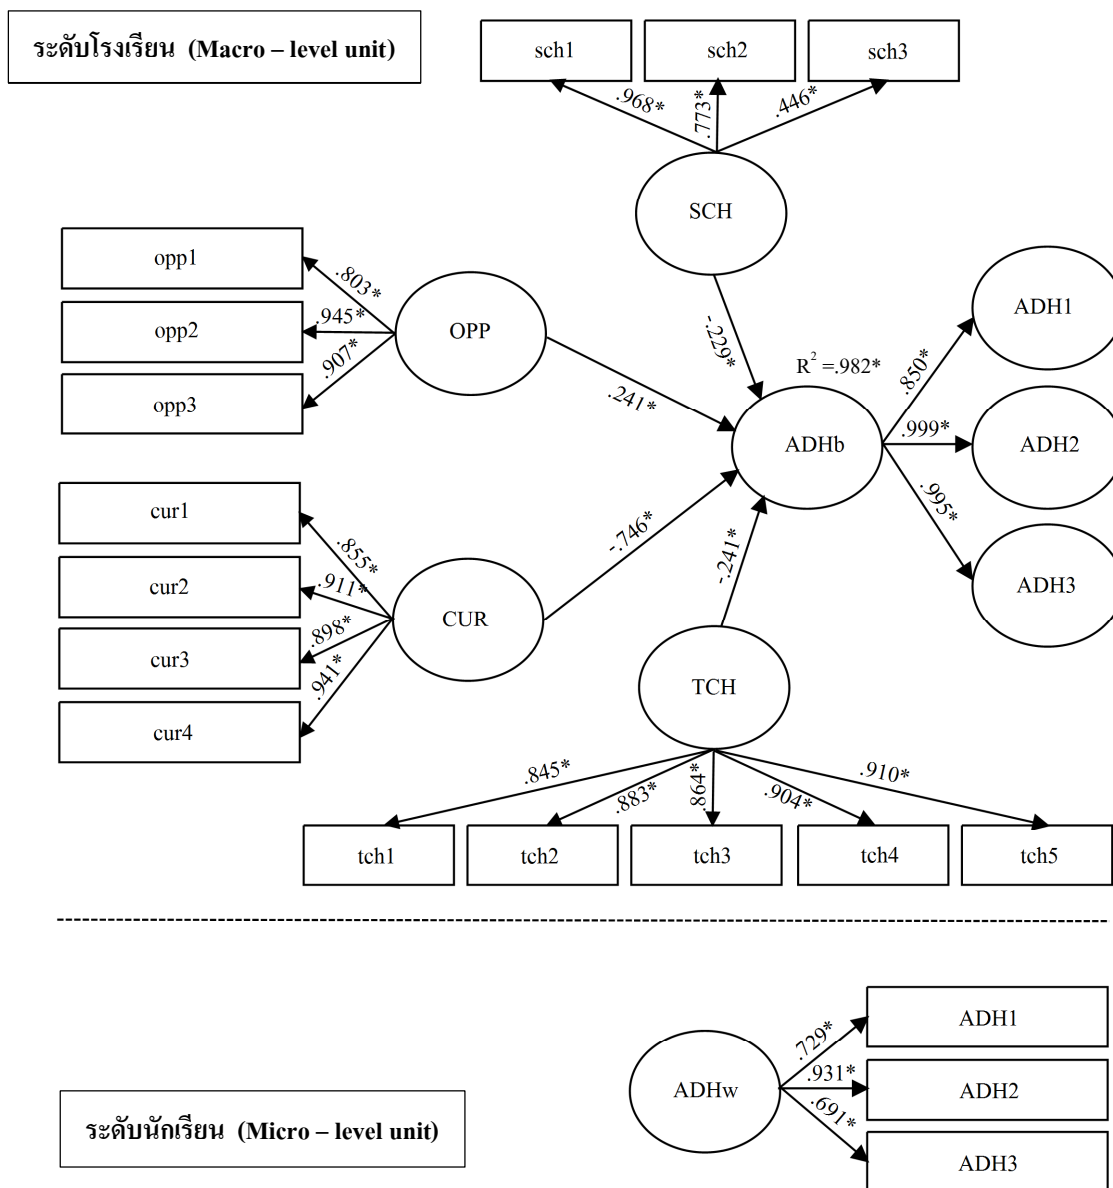 ระดับโรงเรียน (Macro – level unit)
sch1
sch2
sch3
.968*
.773*
.446*
SCH
opp1
opp2
opp3
.803*
.945*
.907*
OPP
-.229*
.241*
R² =.982*
ADHb
.850*
.999*
.995*
ADH1
ADH2
ADH3
cur1
cur2
cur3
cur4
.855*
.911*
.898*
.941*
CUR
-.746*
-.241*
TCH
.845*
.883*
.864*
.904*
.910*
tch1
tch2
tch3
tch4
tch5
ADHw
.729*
.931*
.691*
ADH1
ADH2
ADH3
ระดับนักเรียน (Micro – level unit)